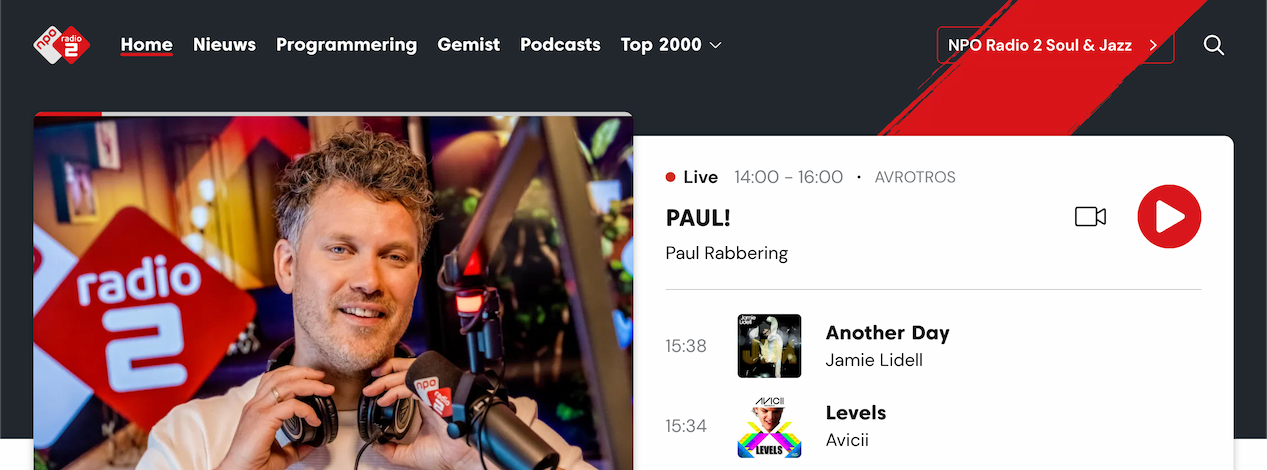 npo radio 2
Home Nieuws Programmering Gemist Podcasts Top 2000
NPO Radio 2 Soul & Jazz
Live 14:00 - 16:00 • AVROTROS
PAUL!
Paul Rabbering
radio
2
npo
radio
2
15:38
Jamie
Lidell
Another Day
Jamie Lidell
15:34
AVICII
LEVELS
Levels
Avicii